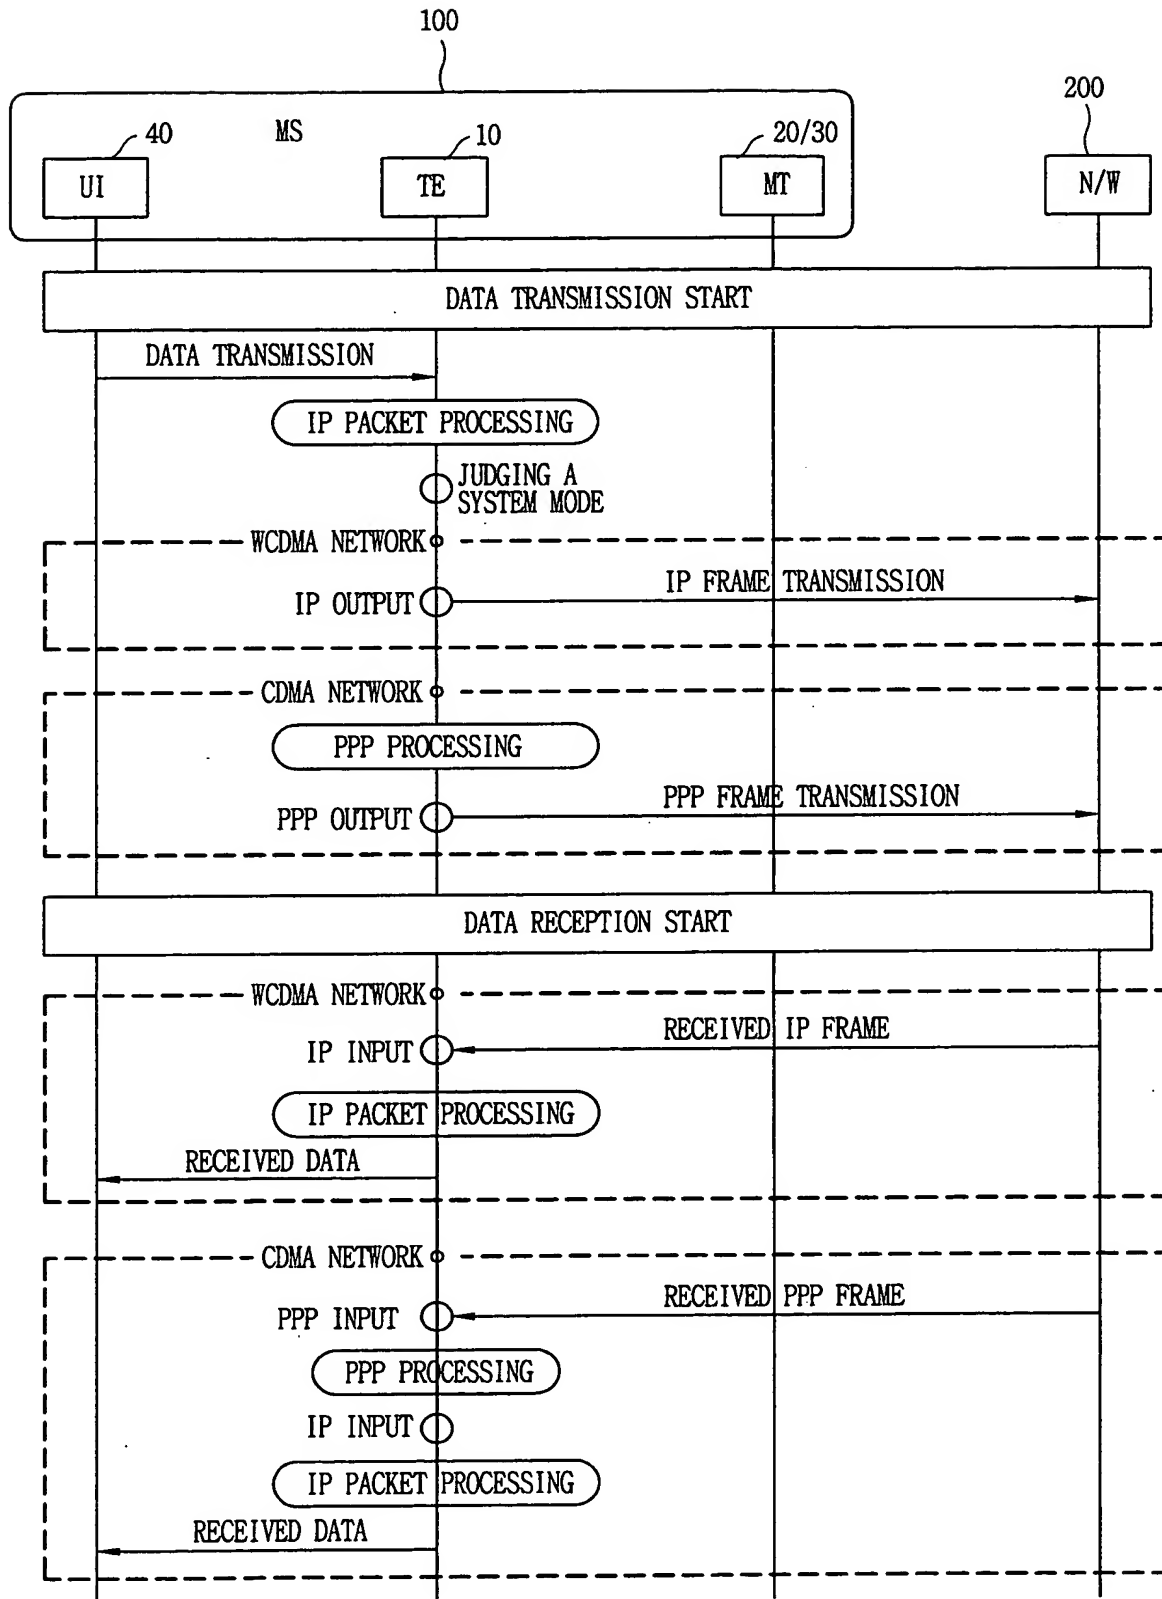 100
200
MS
40
10
20/30
UI
TE
MT
N/W
DATA TRANSMISSION START
DATA TRANSMISSION
IP PACKET PROCESSING
JUDGING A
SYSTEM MODE
WCDMA NETWORK
IP FRAME TRANSMISSION
IP OUTPUT
CDMA NETWORK
PPP PROCESSING
PPP FRAME TRANSMISSION
PPP OUTPUT
DATA RECEPTION START
WCDMA NETWORK
RECEIVED IP FRAME
IP INPUT
IP PACKET PROCESSING
RECEIVED DATA
CDMA NETWORK
RECEIVED PPP FRAME
PPP INPUT
PPP PROCESSING
IP INPUT
IP PACKET PROCESSING
RECEIVED DATA